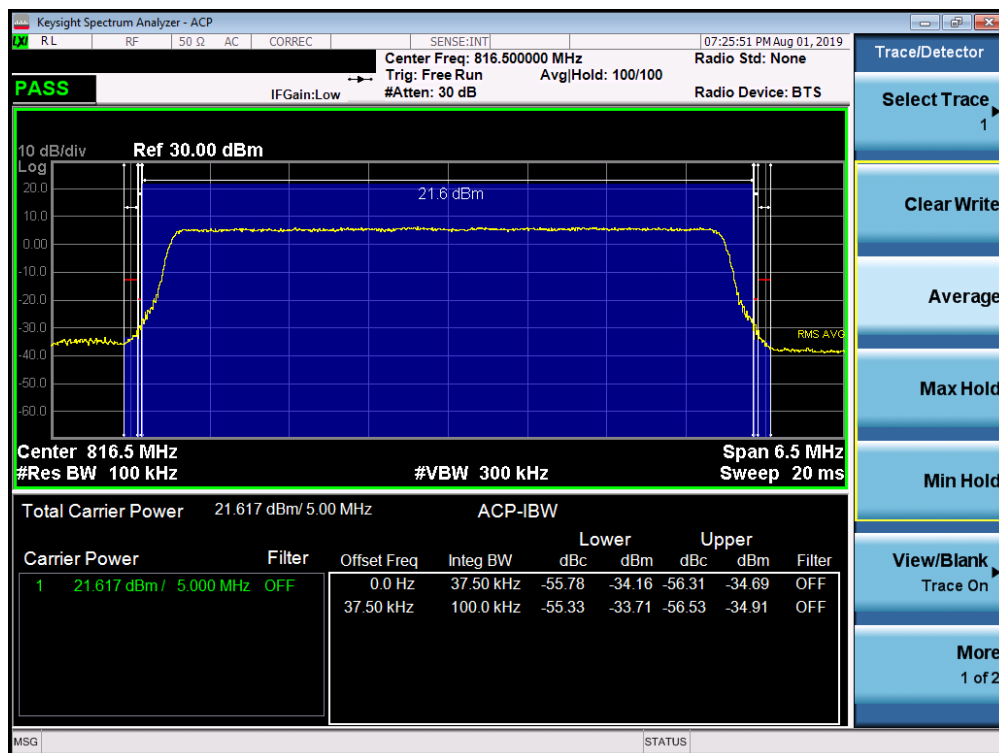 Keysight Spectrum Analyzer - ACP
LXI RL RF 50 Ω AC CORREC SENSE:INT 07:25:51 PM Aug 01, 2019
Center Freq: 816.500000 MHz Radio Std: None
Trig: Free Run Avg|Hold: 100/100
PASS IFGain:Low #Atten: 30 dB Radio Device: BTS
10 dB/div Ref 30.00 dBm
Log
20.0
10.0
0.00
-10.0
-20.0
-30.0
-40.0
-50.0
-60.0
21.6 dBm
RMS AVG
Center 816.5 MHz Span 6.5 MHz
#Res BW 100 kHz #VBW 300 kHz Sweep 20 ms
Total Carrier Power 21.617 dBm/ 5.00 MHz ACP-IBW
Lower Upper
Carrier Power Filter Offset Freq Integ BW dBc dBm dBc dBm Filter
1 21.617 dBm / 5.000 MHz OFF 0.0 Hz 37.50 kHz -55.78 -34.16 -56.31 -34.69 OFF
37.50 kHz 100.0 kHz -55.33 -33.71 -56.53 -34.91 OFF
MSG STATUS
Trace/Detector
Select Trace
1
Clear Write
Average
Max Hold
Min Hold
View/Blank
Trace On
More
1 of 2